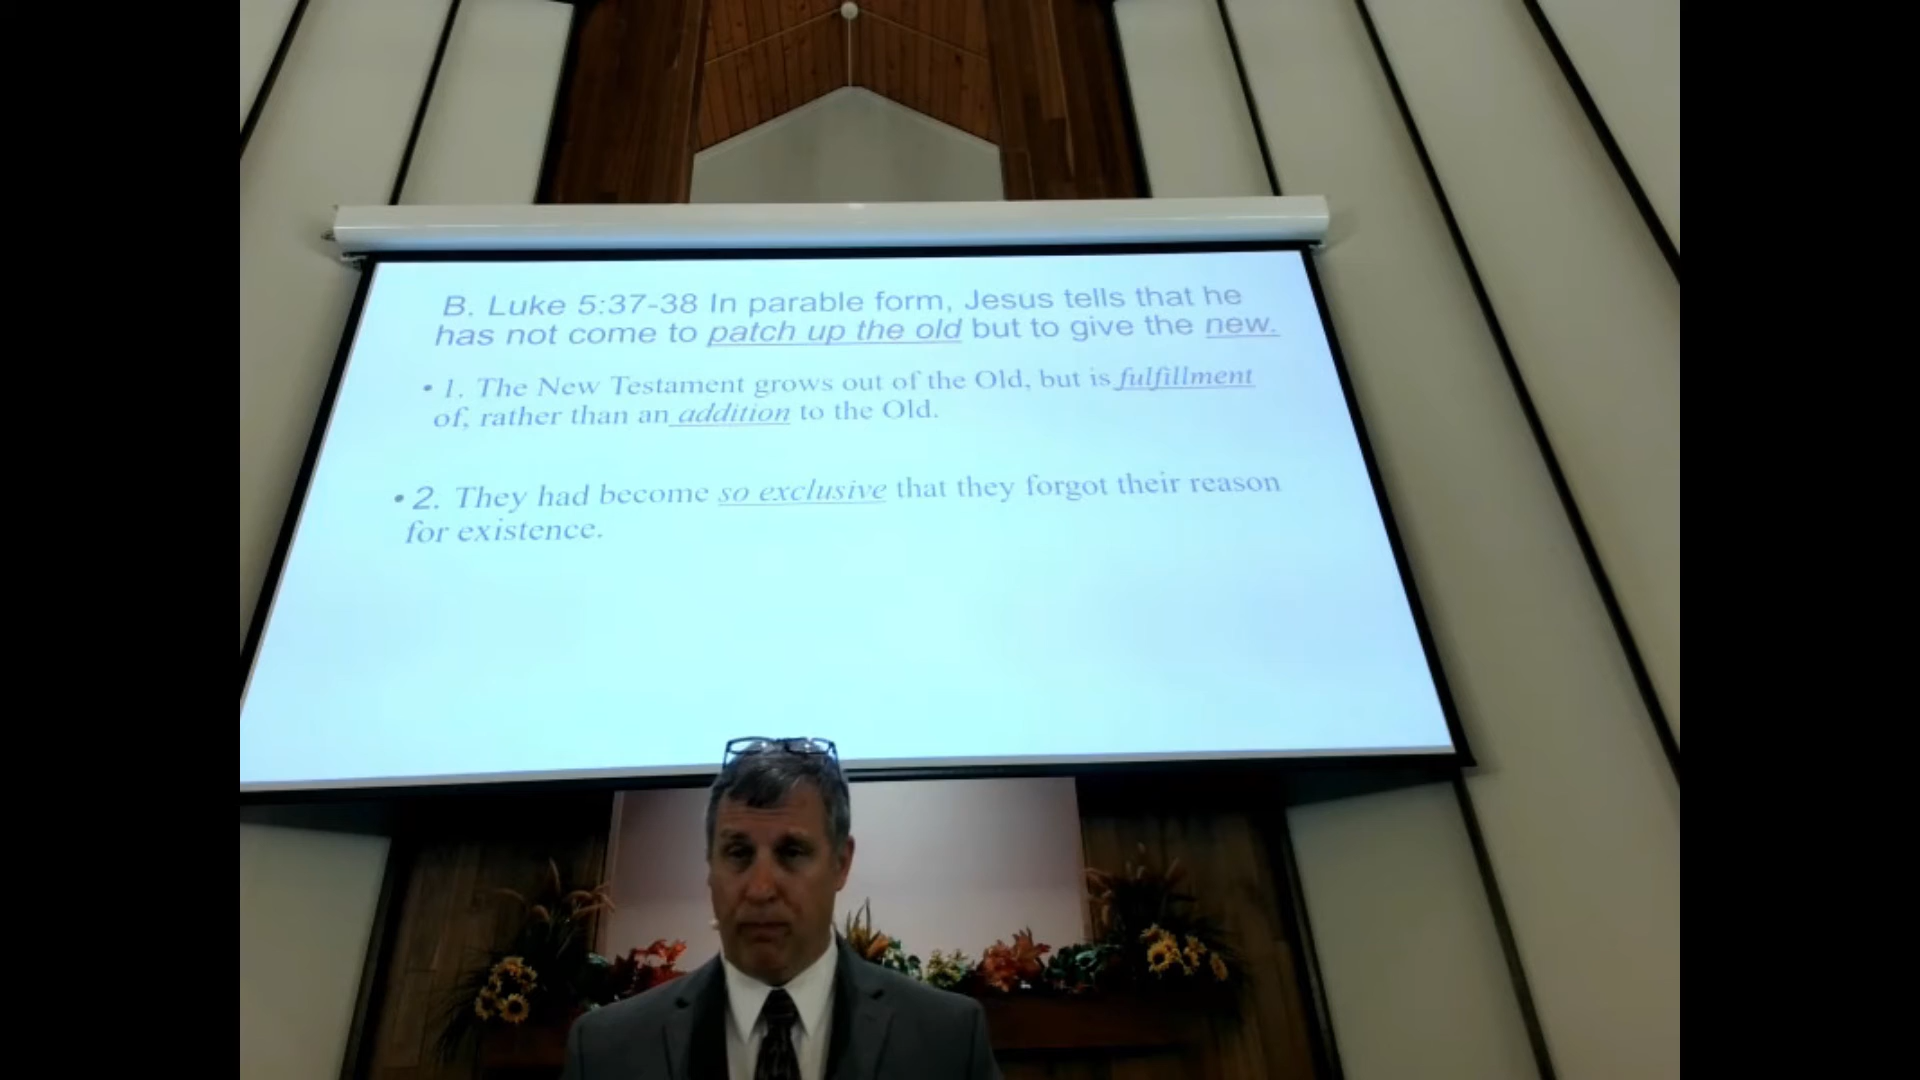 B. Luke 5:37-38 In parable form, Jesus tells that he
has not come to patch up the old but to give the new.
• 1. The New Testament grows out of the Old, but is fulfillment
of, rather than an addition to the Old.
• 2. They had become so exclusive that they forgot their reason
for existence.